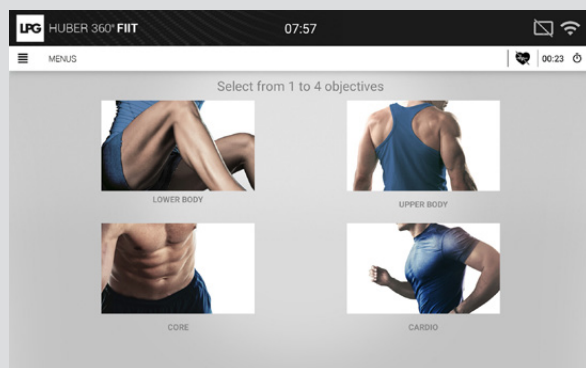 LPG HUBER 360° FIIT 07:57
MENUS 00:23
Select from 1 to 4 objectives
LOWER BODY
UPPER BODY
CORE
CARDIO